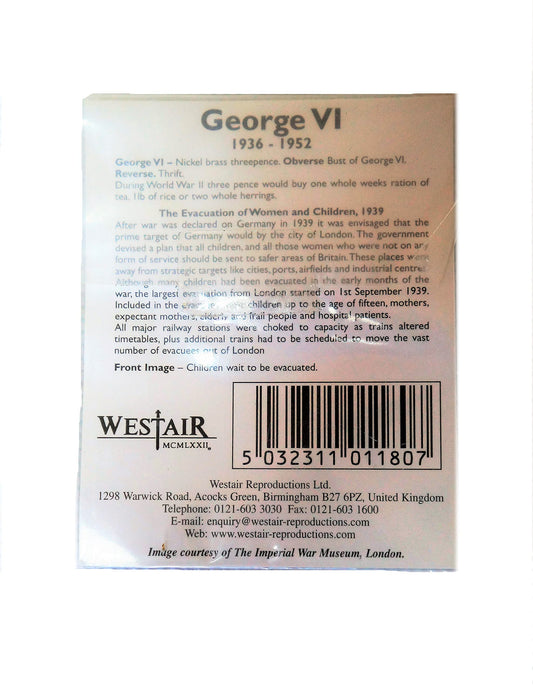 George VI
1936 - 1952
George VI – Nickel brass threepence. Obverse Bust of George VI.
Reverse. Thrift.
During World War II three pence would buy one whole weeks ration of
tea, 1lb of rice or two whole herrings.
The Evacuation of Women and Children, 1939
After war was declared on Germany in 1939 it was envisaged that the
prime target of Germany would by the city of London. The government
devised a plan that all children, and all those women who were not on any
form of service should be sent to safer areas of Britain. These places were
away from strategic targets like cities, ports, airfields and industrial centres.
Although many children had been evacuated in the early months of the
war, the largest evacuation from London started on 1st September 1939.
Included in the were children up to the age of fifteen, mothers,
expectant mothers, elderly and frail people and hospital patients.
All major railway stations were choked to capacity as trains altered
timetables, plus additional trains had to be scheduled to move the vast
number of evacuees out of London
Front Image – Children wait to be evacuated.
WESTAIR
MCMLXXII
5 032311 011807
Westair Reproductions Ltd.
1298 Warwick Road, Acocks Green, Birmingham B27 6PZ, United Kingdom
Telephone: 0121-603 3030 Fax: 0121-603 1600
E-mail: enquiry@westair-reproductions.com
Web: www.westair-reproductions.com
Image courtesy of The Imperial War Museum, London.